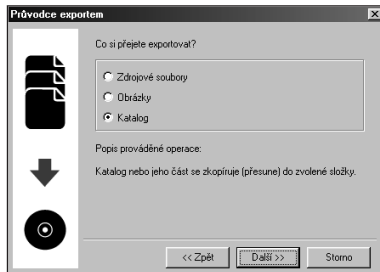 Průvodce exportem
Co si přejete exportovat?
Zdrojové soubory
Obrázky
Katalog
Popis prováděné operace:
Katalog nebo jeho část se zkopíruje (přesune) do zvolené složky.
<< Zpět
Další >>
Storno